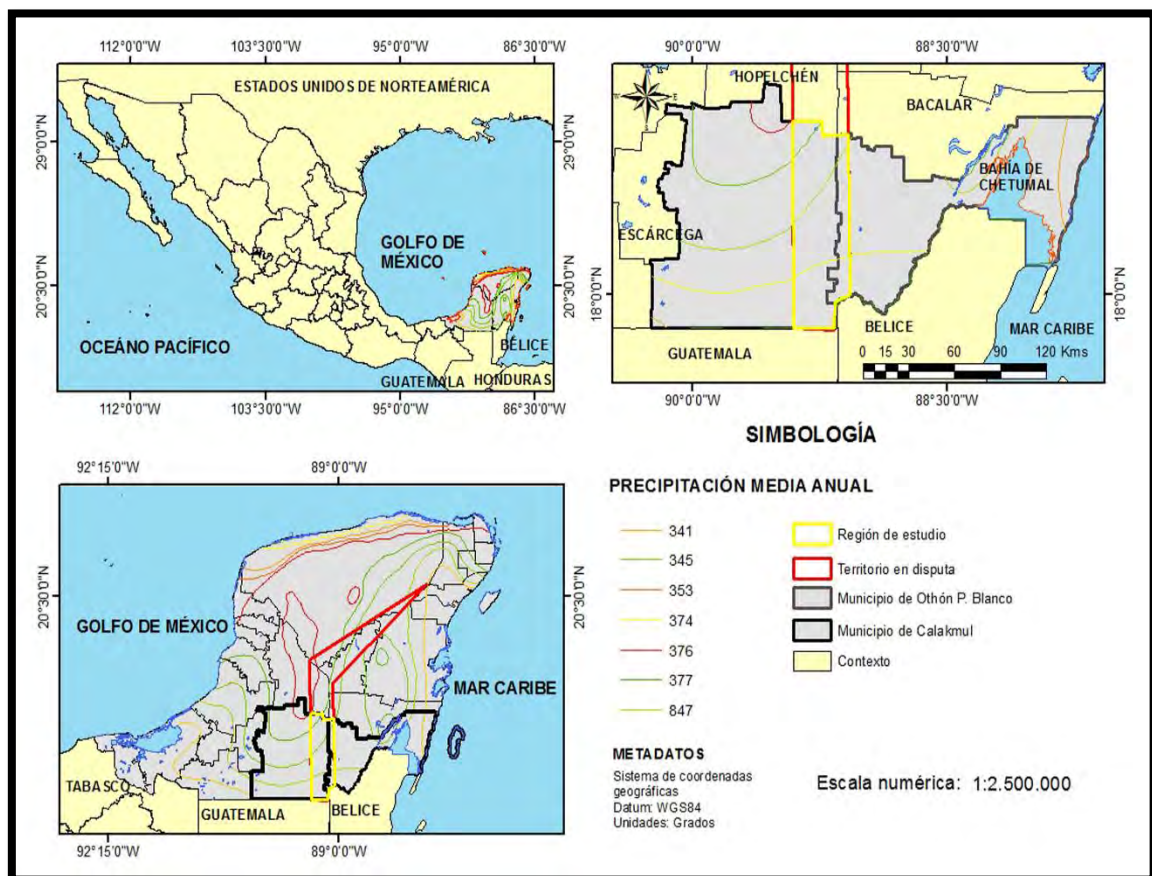 112°0'0"W 103°30'0"W 95°0'0"W 86°30'0"W
ESTADOS UNIDOS DE NORTEAMÉRICA
29°0'0"N
29°0'0"N
GOLFO DE
MÉXICO
20°30'0"N
20°30'0"N
OCEÁNO PACÍFICO
BÉLICE
GUATEMALA
HONDURAS
112°0'0"W 103°30'0"W 95°0'0"W 86°30'0"W
90°0'0"W 88°30'0"W
HOPELCHÉN
BACALAR
BAHÍA DE
CHETUMAL
ESCÁRCEGA
18°0'0"N
18°0'0"N
BELICE
MAR CARIBE
GUATEMALA
0 15 30 60 90 120 Kms
90°0'0"W 88°30'0"W
92°15'0"W 89°0'0"W
20°30'0"N
20°30'0"N
GOLFO DE MÉXICO
MAR CARIBE
TABASCO
GUATEMALA
BELICE
92°15'0"W 89°0'0"W
SIMBOLOGÍA
PRECIPITACIÓN MEDIA ANUAL
341
345
353
374
376
377
847
Región de estudio
Territorio en disputa
Municipio de Othón P. Blanco
Municipio de Calakmul
Contexto
METADATOS
Sistema de coordenadas
geográficas
Datum: WGS84
Unidades: Grados
Escala numérica: 1:2.500.000